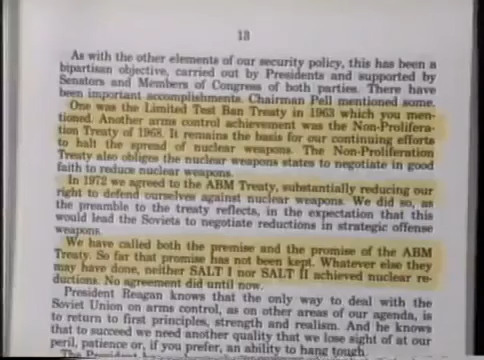 13
As with the other elements of our security policy, this has been a
bipartisan objective, carried out by Presidents and supported by
Senators and Members of Congress of both parties. There have
been important accomplishments. Chairman Pell mentioned some.
One was the Limited Test Ban Treaty in 1963 which you men-
tioned. Another arms control achievement was the Non-Prolifera-
tion Treaty of 1968. It remains the basis for our continuing efforts
to halt the spread of nuclear weapons. The Non-Proliferation
Treaty also obliges the nuclear weapons states to negotiate in good
faith to reduce nuclear weapons.
In 1972 we agreed to the ABM Treaty, substantially reducing our
right to defend ourselves against nuclear weapons. We did so, as
the preamble to the treaty reflects, in the expectation that this
would lead the Soviets to negotiate reductions in strategic offense
weapons.
We have called both the premise and the promise of the ABM
Treaty. So far that promise has not been kept. Whatever else they
may have done, neither SALT I nor SALT II achieved nuclear re-
ductions. No agreement did until now.
President Reagan knows that the only way to deal with the
Soviet Union on arms control, as on other areas of our agenda, is
to return to first principles, strength and realism. And he knows
that to succeed we need another quality that we lose sight of at our
peril, patience or, if you prefer, an ability to hang tough.
The President